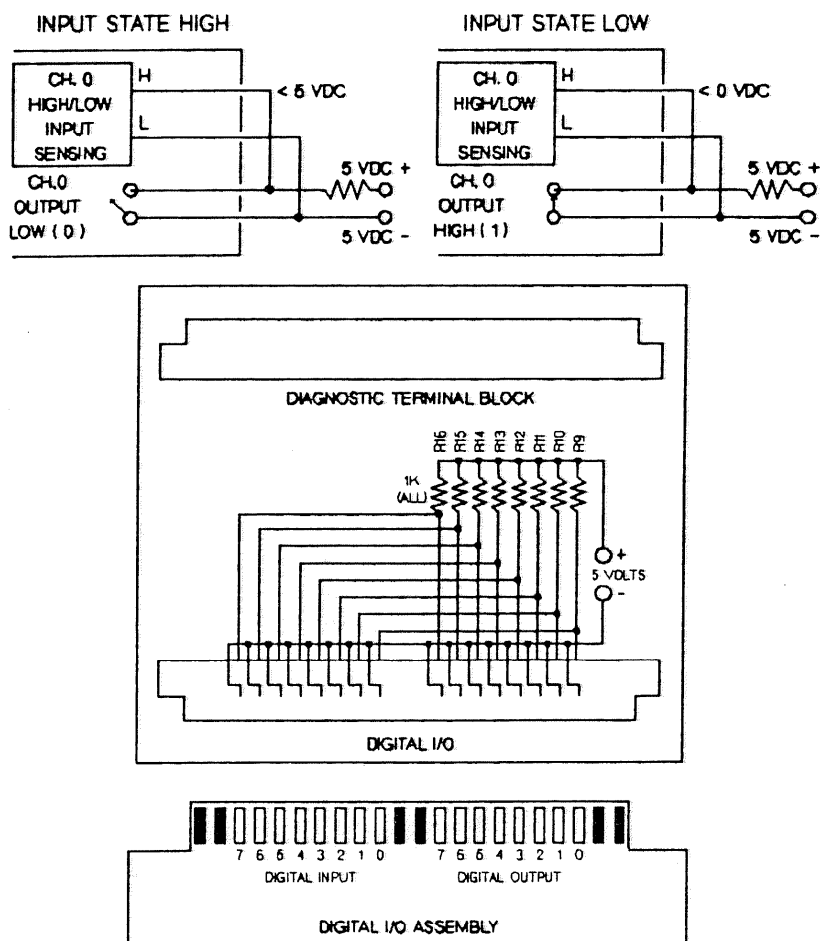 INPUT STATE HIGH
CH. 0
HIGH/LOW
INPUT
SENSING
H
L
< 5 VDC
5 VDC +
CH.0
OUTPUT
LOW ( 0 )
5 VDC -
INPUT STATE LOW
CH. 0
HIGH/LOW
INPUT
SENSING
H
L
< 0 VDC
5 VDC +
CH. 0
OUTPUT
HIGH ( 1 )
5 VDC -
DIAGNOSTIC TERMINAL BLOCK
R16 R15 R14 R13 R12 R11 R10 R9
1K
(ALL)
+
5 VOLTS
-
DIGITAL I/O
7 6 5 4 3 2 1 0
DIGITAL INPUT
7 6 5 4 3 2 1 0
DIGITAL OUTPUT
DIGITAL I/O ASSEMBLY